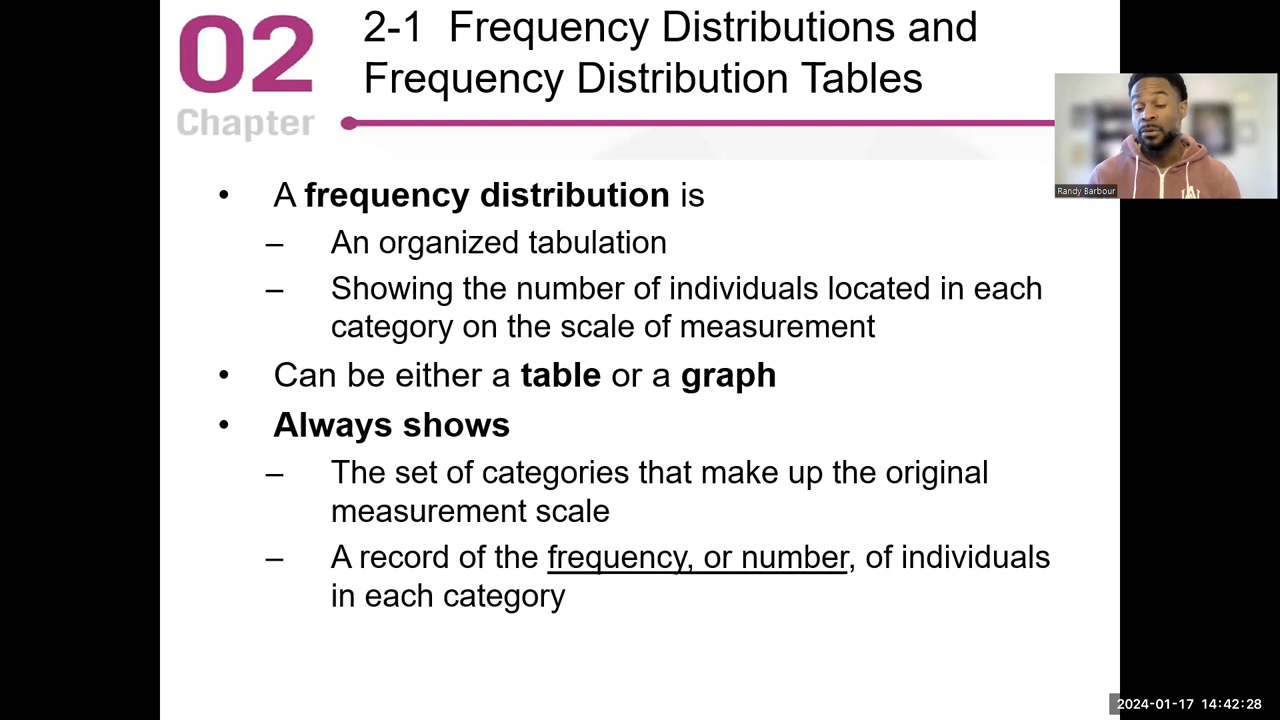 02
Chapter
2-1 Frequency Distributions and
Frequency Distribution Tables
Randy Barbour
• A frequency distribution is
– An organized tabulation
– Showing the number of individuals located in each
category on the scale of measurement
• Can be either a table or a graph
• Always shows
– The set of categories that make up the original
measurement scale
– A record of the frequency, or number, of individuals
in each category
2024-01-17 14:42:28